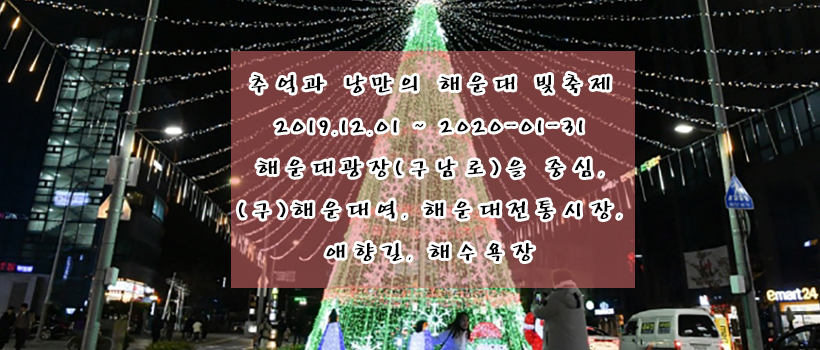 추억과 낭만의 해운대 빛축제
2019.12.01 ~ 2020-01-31
해운대광장(구남로)을 중심,
(구)해운대역, 해운대전통시장,
애향길, 해수욕장
emart24